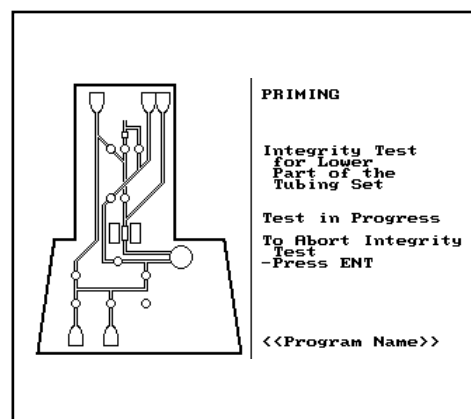 PRIMING
Integrity Test
for Lower
Part of the
Tubing Set
Test in Progress
To Abort Integrity
Test
-Press ENT
<<Program Name>>